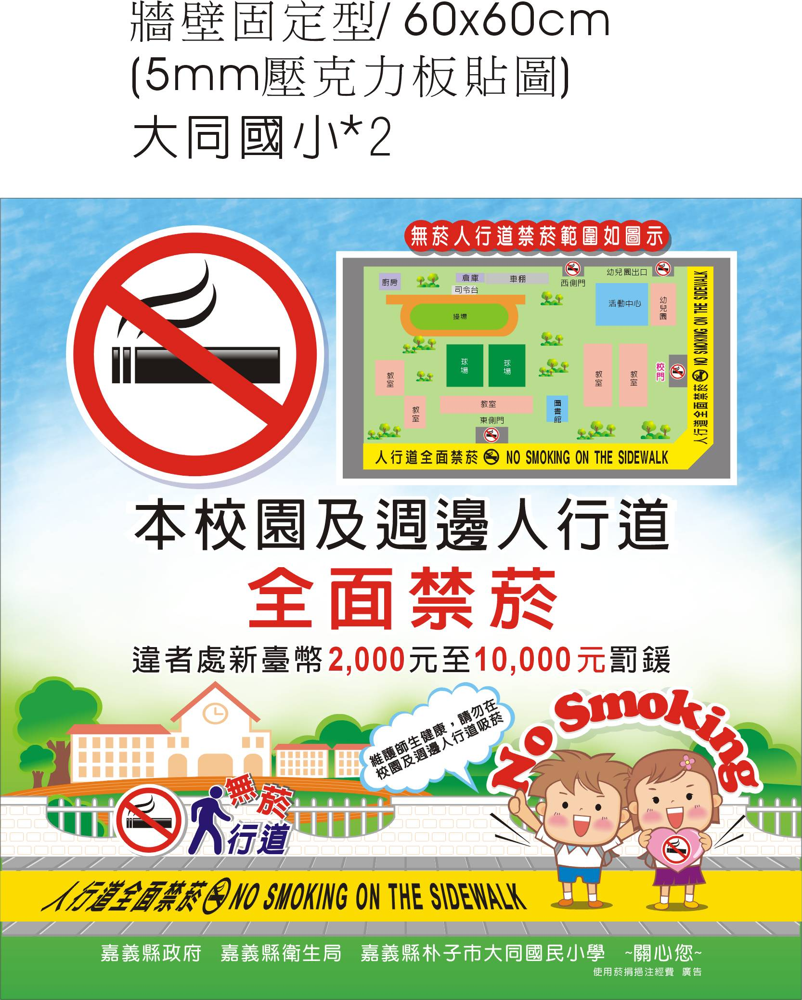 牆壁固定型/ 60x60cm
(5mm壓克力板貼圖)
大同國小*2
無菸人行道禁菸範圍如圖示
廚房
倉庫
車棚
司令台
西側門
幼兒園出口
操場
活動中心
幼兒園
球場
球場
教室
教室
教室
教室
教室
校門
圖書館
東側門
人行道全面禁菸 NO SMOKING ON THE SIDEWALK
人行道全面禁菸 NO SMOKING ON THE SIDEWALK
本校園及週邊人行道
全面禁菸
違者處新臺幣2,000元至10,000元罰鍰
維護師生健康，請勿在
校園及週邊人行道吸菸
No Smoking
無菸
行道
人行道全面禁菸 NO SMOKING ON THE SIDEWALK
嘉義縣政府 嘉義縣衛生局 嘉義縣朴子市大同國民小學 ~關心您~
使用菸捐挹注經費 廣告